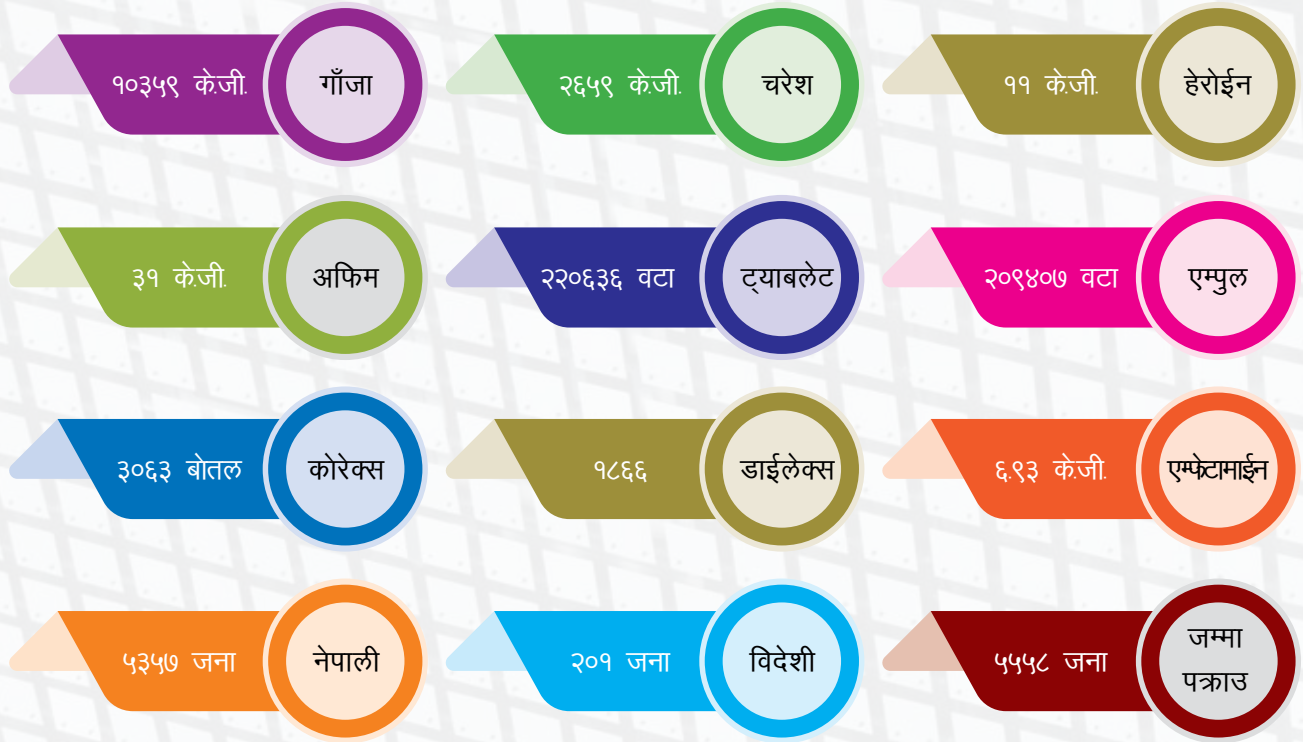 १०३५९ के.जी. गाँजा
२६५९ के.जी. चरेश
११ के.जी. हेरोईन
३१ के.जी. अफिम
२२०६३६ वटा ट्याबलेट
२०९४०७ वटा एम्पुल
३०६३ बोतल कोरेक्स
१८६६ डाईलेक्स
६.९३ के.जी. एम्फेटामाईन
५३५७ जना नेपाली
२०१ जना विदेशी
५५५८ जना जम्मा
पक्राउ